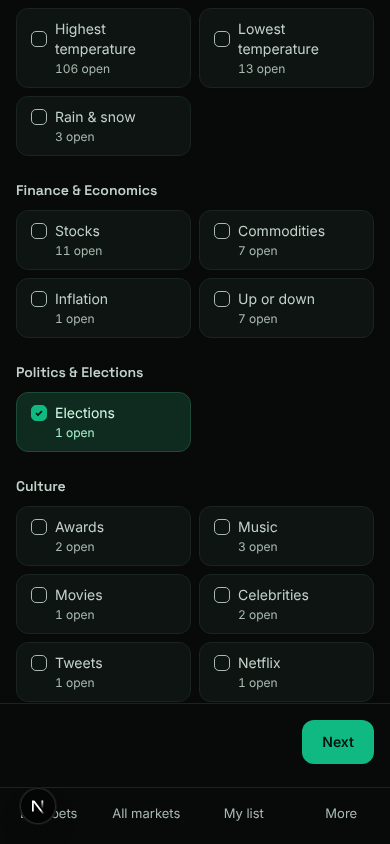 Highest
temperature
106 open
Lowest
temperature
13 open
Rain & snow
3 open
Finance & Economics
Stocks
11 open
Commodities
7 open
Inflation
1 open
Up or down
7 open
Politics & Elections
Elections
1 open
Culture
Awards
2 open
Music
3 open
Movies
1 open
Celebrities
2 open
Tweets
1 open
Netflix
1 open
Next
N
All markets
My list
More